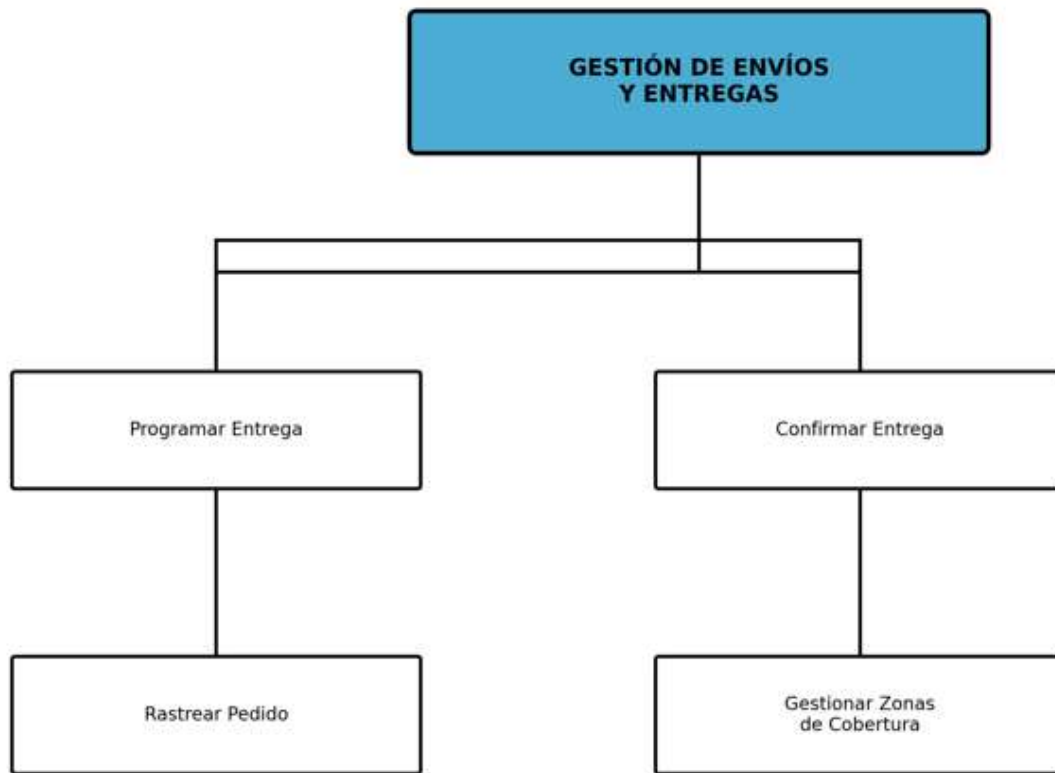 GESTIÓN DE ENVÍOS
Y ENTREGAS
Programar Entrega
Confirmar Entrega
Rastrear Pedido
Gestionar Zonas
de Cobertura